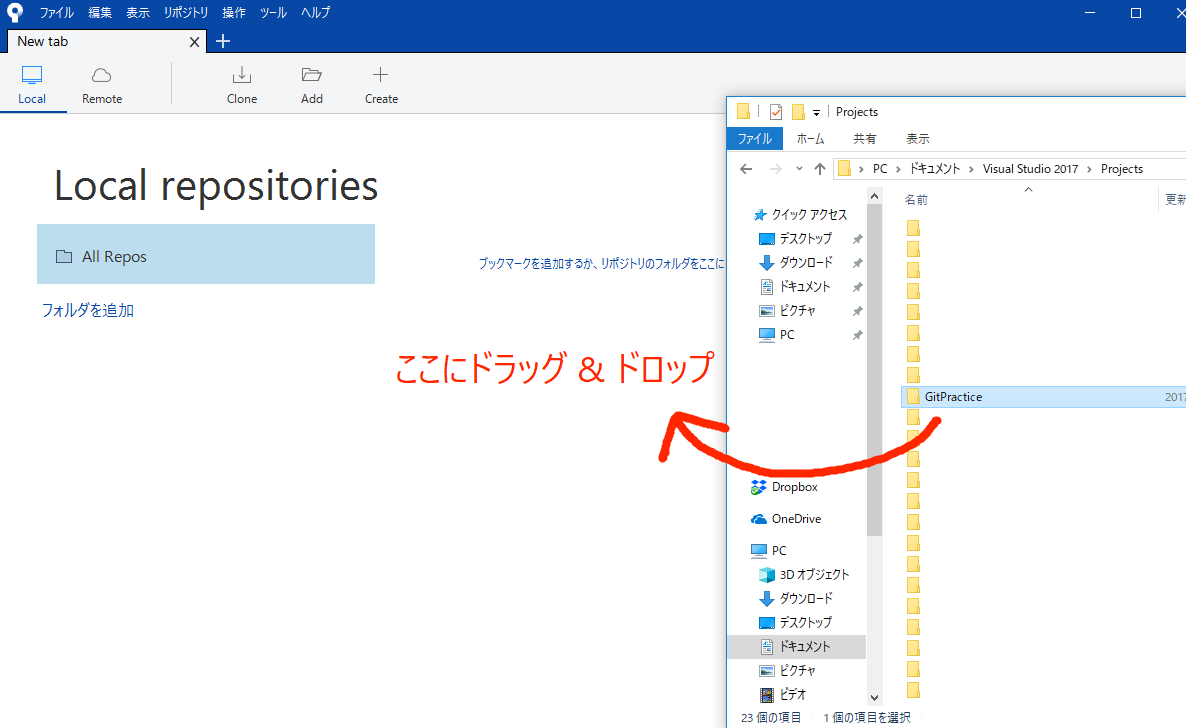 ファイル 編集 表示 リポジトリ 操作 ツール ヘルプ
New tab
Local Remote Clone Add Create
Local repositories
All Repos
フォルダを追加
ブックマークを追加するか、リポジトリのフォルダをここに
ここにドラッグ & ドロップ
Projects
ファイル ホーム 共有 表示
PC › ドキュメント › Visual Studio 2017 › Projects
名前 更新
クイック アクセス
デスクトップ
ダウンロード
ドキュメント
ピクチャ
PC
GitPractice 2017
Dropbox
OneDrive
PC
3D オブジェクト
ダウンロード
デスクトップ
ドキュメント
ピクチャ
ビデオ
23 個の項目 1 個の項目を選択